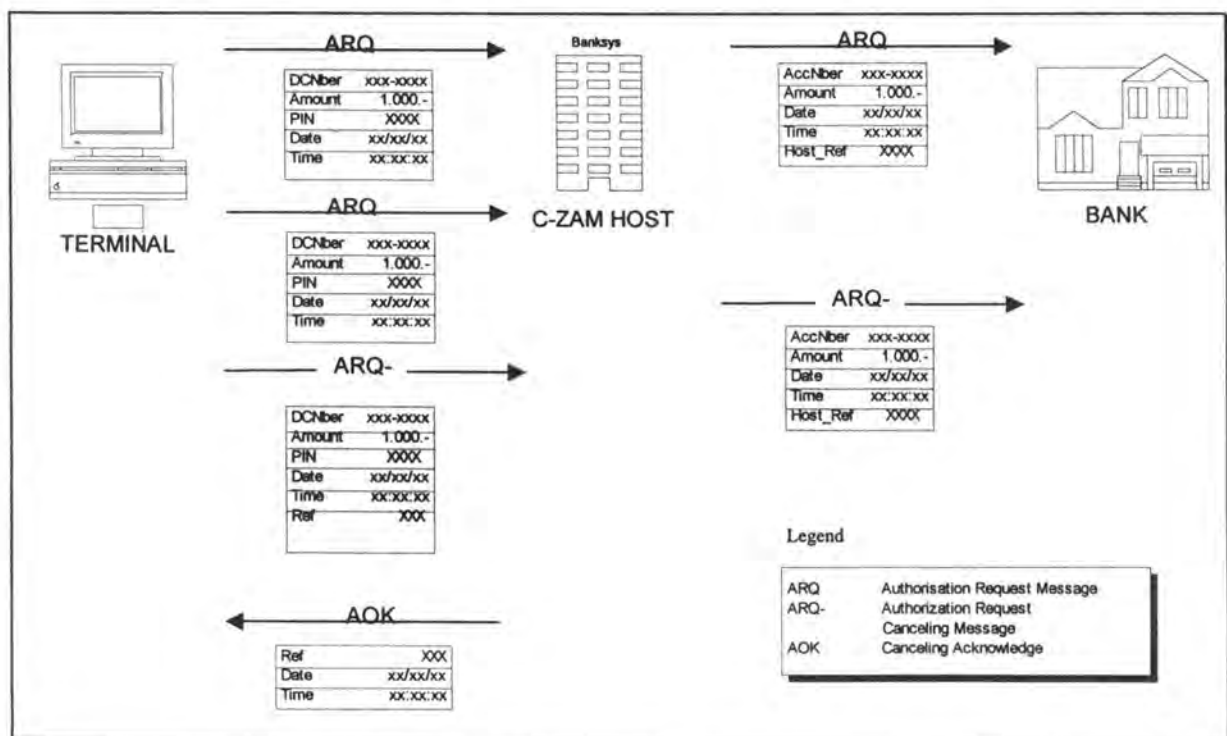 ARQ
DCNber xxx-xxxx
Amount 1.000.-
PIN XXXX
Date xx/xx/xx
Time xx:xx:xx
Banksys
ARQ
AccNber xxx-xxxx
Amount 1.000.-
Date xx/xx/xx
Time xx:xx:xx
Host_Ref XXXX
TERMINAL
C-ZAM HOST
BANK
ARQ
DCNber xxx-xxxx
Amount 1.000.-
PIN XXXX
Date xx/xx/xx
Time xx:xx:xx
ARQ-
AccNber xxx-xxxx
Amount 1.000.-
Date xx/xx/xx
Time xx:xx:xx
Host_Ref XXXX
ARQ-
DCNber xxx-xxxx
Amount 1.000.-
PIN XXXX
Date xx/xx/xx
Time xx:xx:xx
Ref XXX
Legend
ARQ Authorisation Request Message
ARQ- Authorization Request
Canceling Message
AOK Canceling Acknowledge
AOK
Ref XXX
Date xx/xx/xx
Time xx:xx:xx